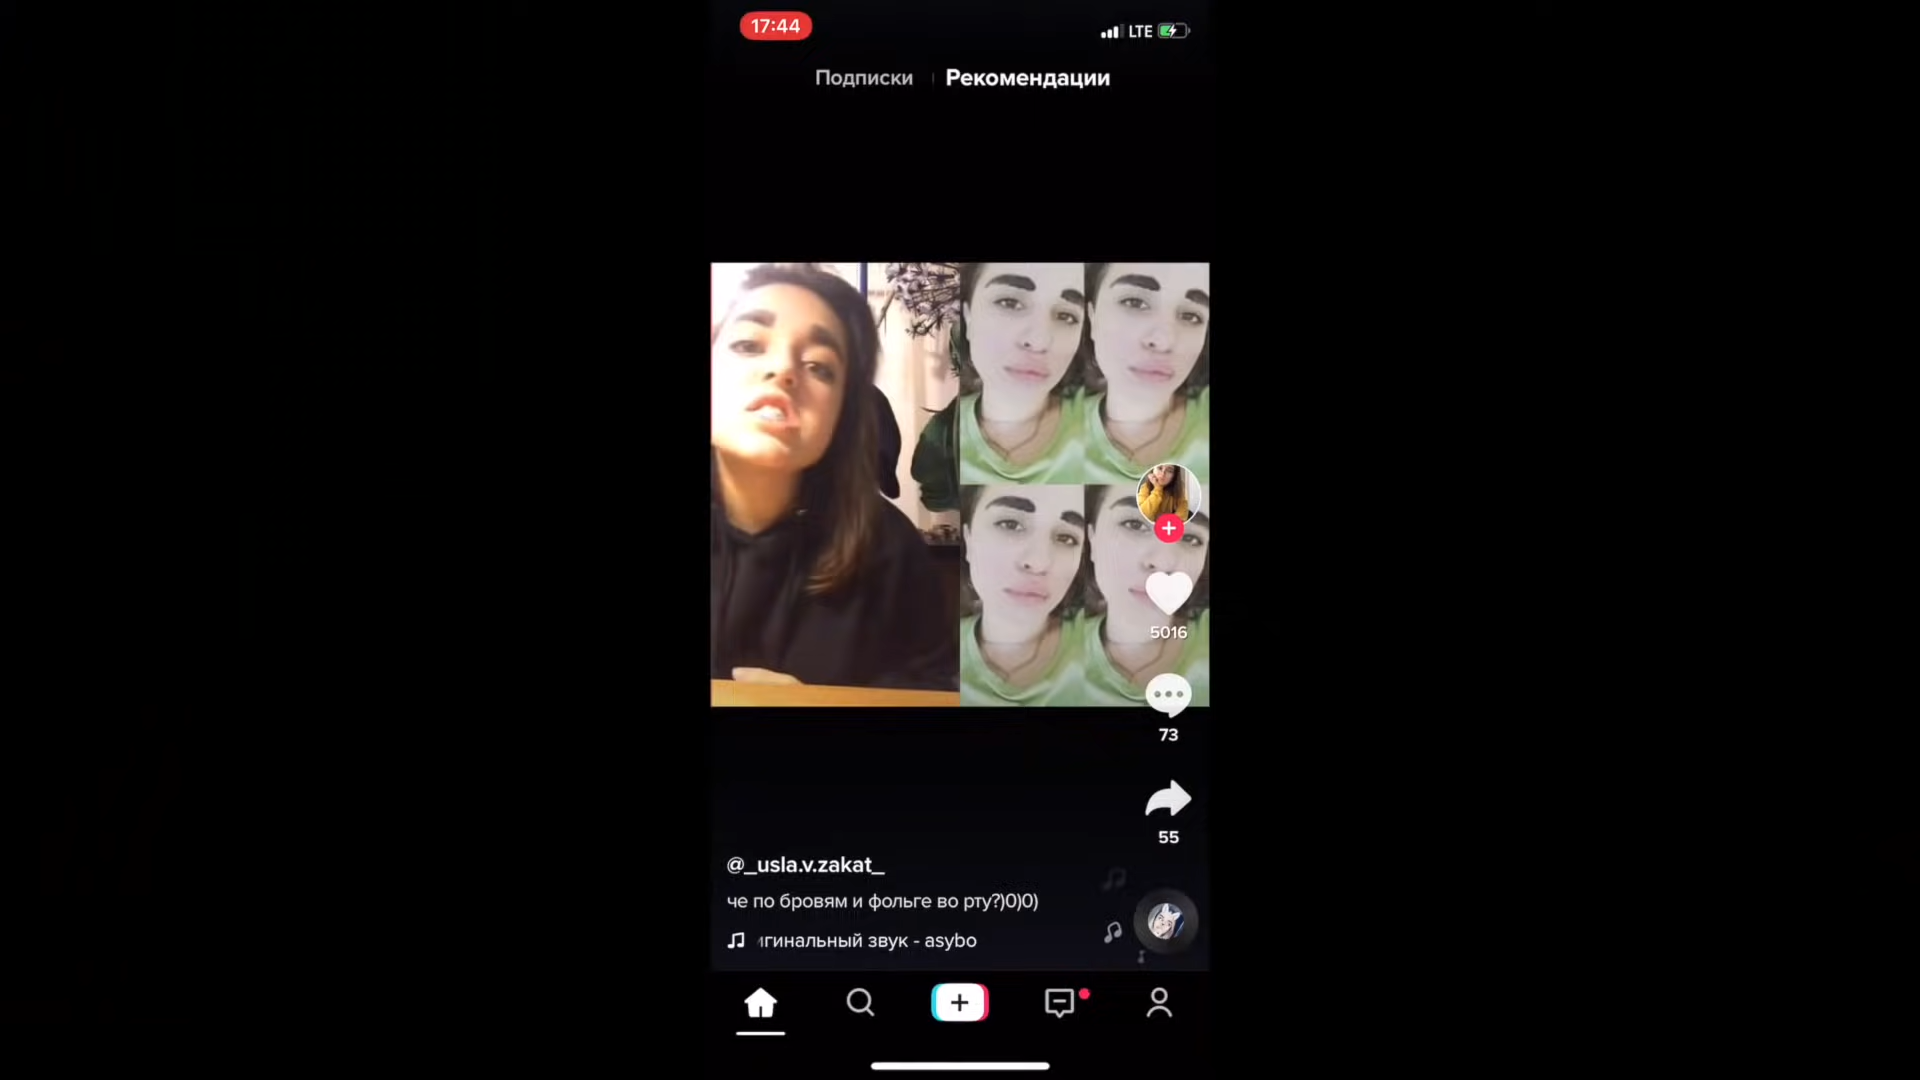 17:44
LTE
Подписки
Рекомендации
5016
73
55
@_usla.v.zakat_
че по бровям и фольге во рту?)0)0)
игинальный звук - asybo